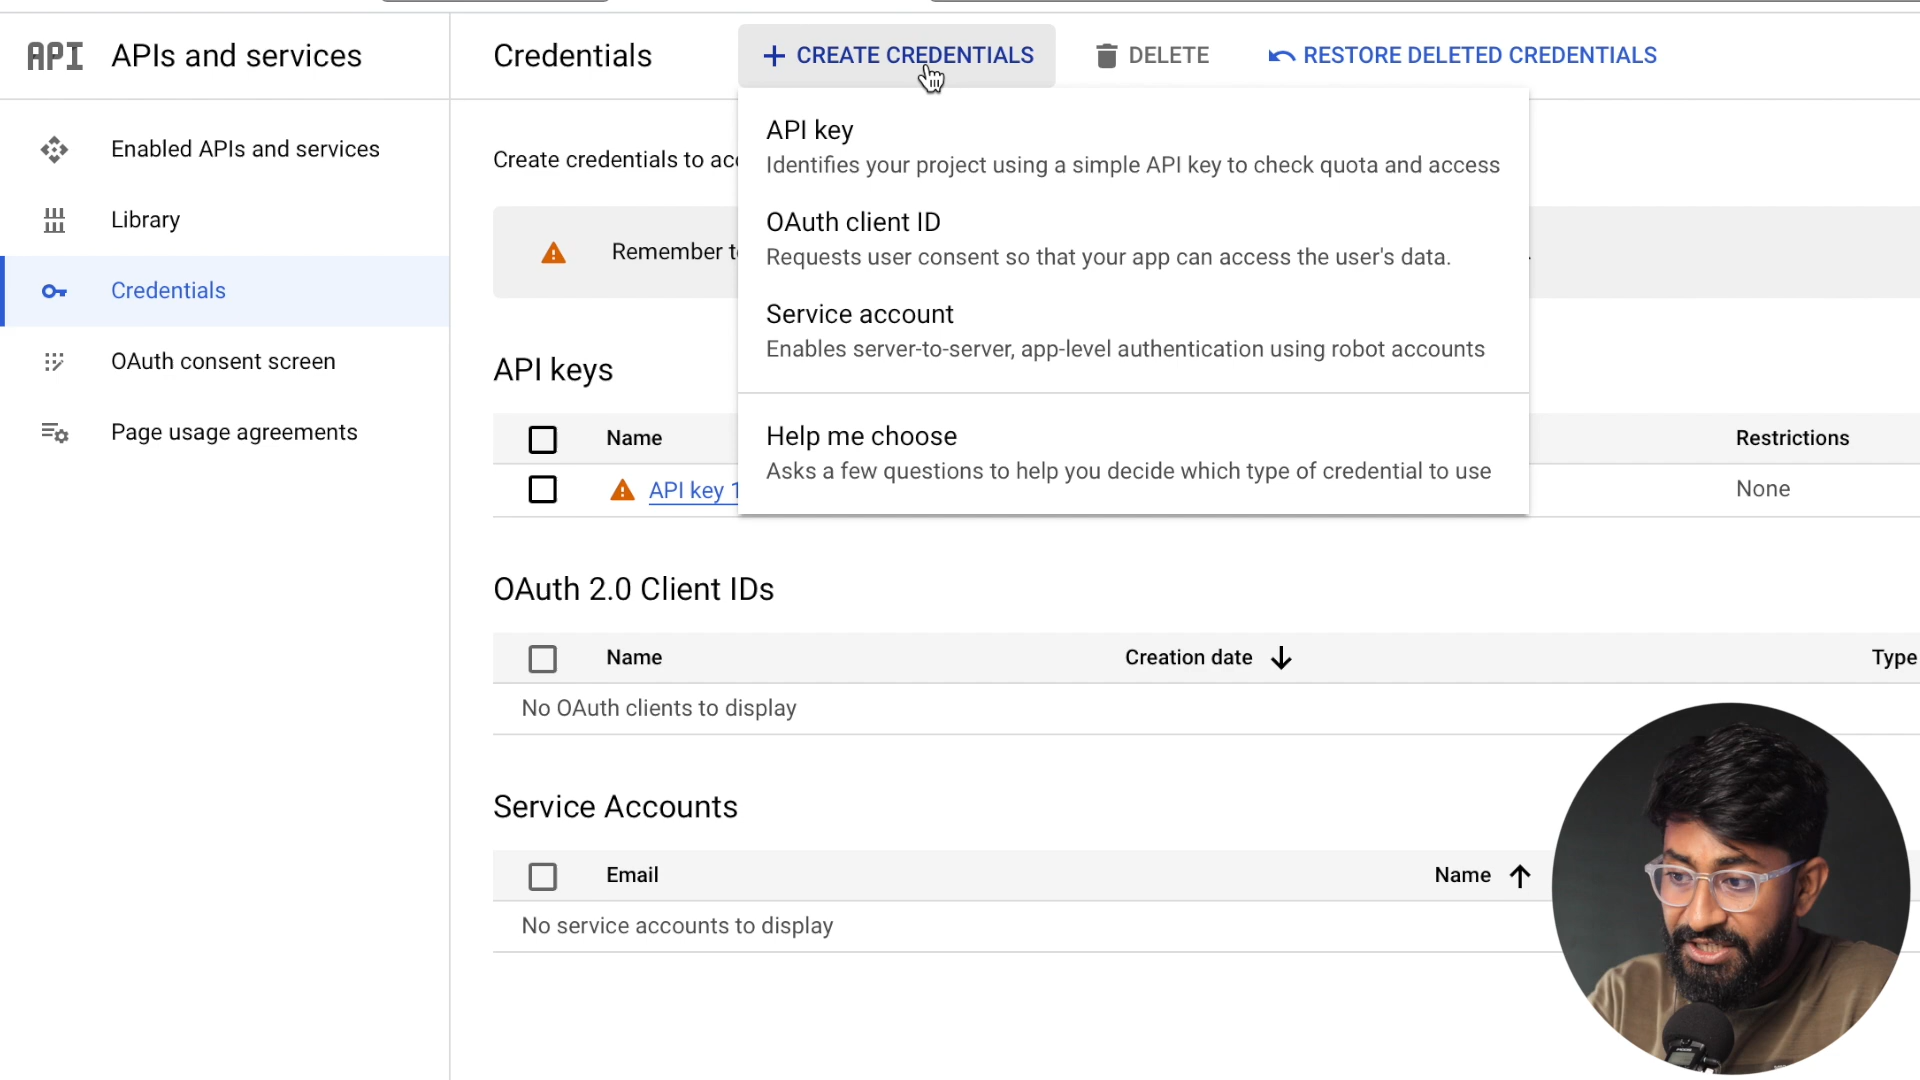 API APIs and services
Credentials
CREATE CREDENTIALS
DELETE
RESTORE DELETED CREDENTIALS
Enabled APIs and services
Library
Credentials
OAuth consent screen
Page usage agreements
Create credentials to
API key
Identifies your project using a simple API key to check quota and access
OAuth client ID
Requests user consent so that your app can access the user's data.
Service account
Enables server-to-server, app-level authentication using robot accounts
Help me choose
Asks a few questions to help you decide which type of credential to use
Remember
API keys
Name
Restrictions
API key 1
None
OAuth 2.0 Client IDs
Name
Creation date
Type
No OAuth clients to display
Service Accounts
Email
Name
No service accounts to display